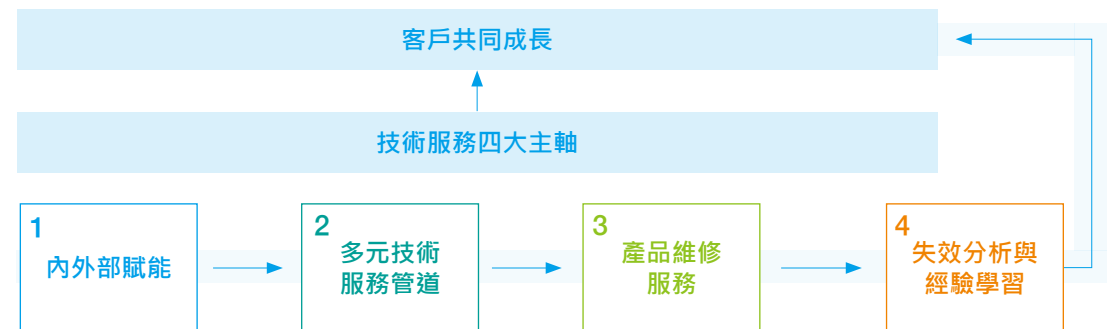 客戶共同成長
技術服務四大主軸
1
內外部賦能
2
多元技術
服務管道
3
產品維修
服務
4
失效分析與
經驗學習